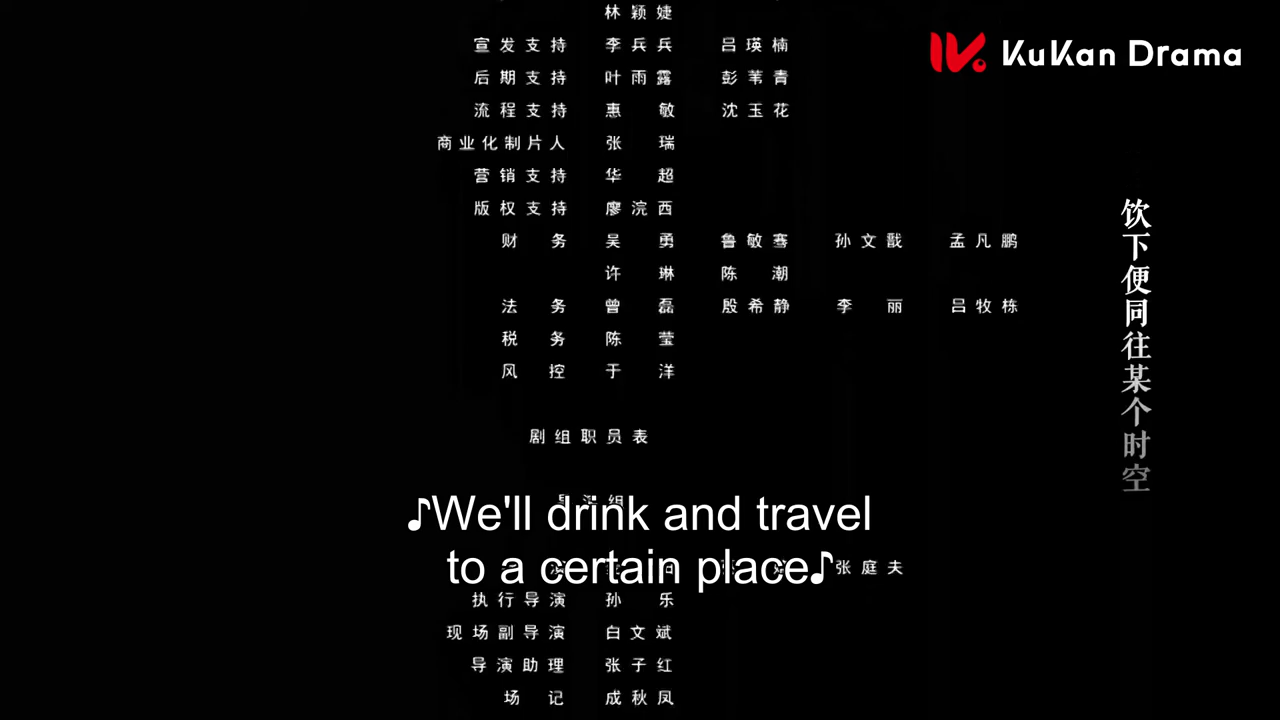 林颖婕
KuKan Drama
宣发支持 李兵兵 吕瑛楠
后期支持 叶雨露 彭苇青
流程支持 惠敏 沈玉花
商业化制片人 张瑞
营销支持 华超
版权支持 廖浣西
财务 吴勇 鲁敏骞 孙文戬 孟凡鹏
许琳 陈潮
法务 曾磊 殷希静 李丽 吕牧栋
税务 陈莹
风控 于洋
饮下便同往某个时空
剧组职员表
♪We'll drink and travel
to a certain place♪
张庭夫
执行导演 孙乐
现场副导演 白文斌
导演助理 张子红
场记 成秋凤